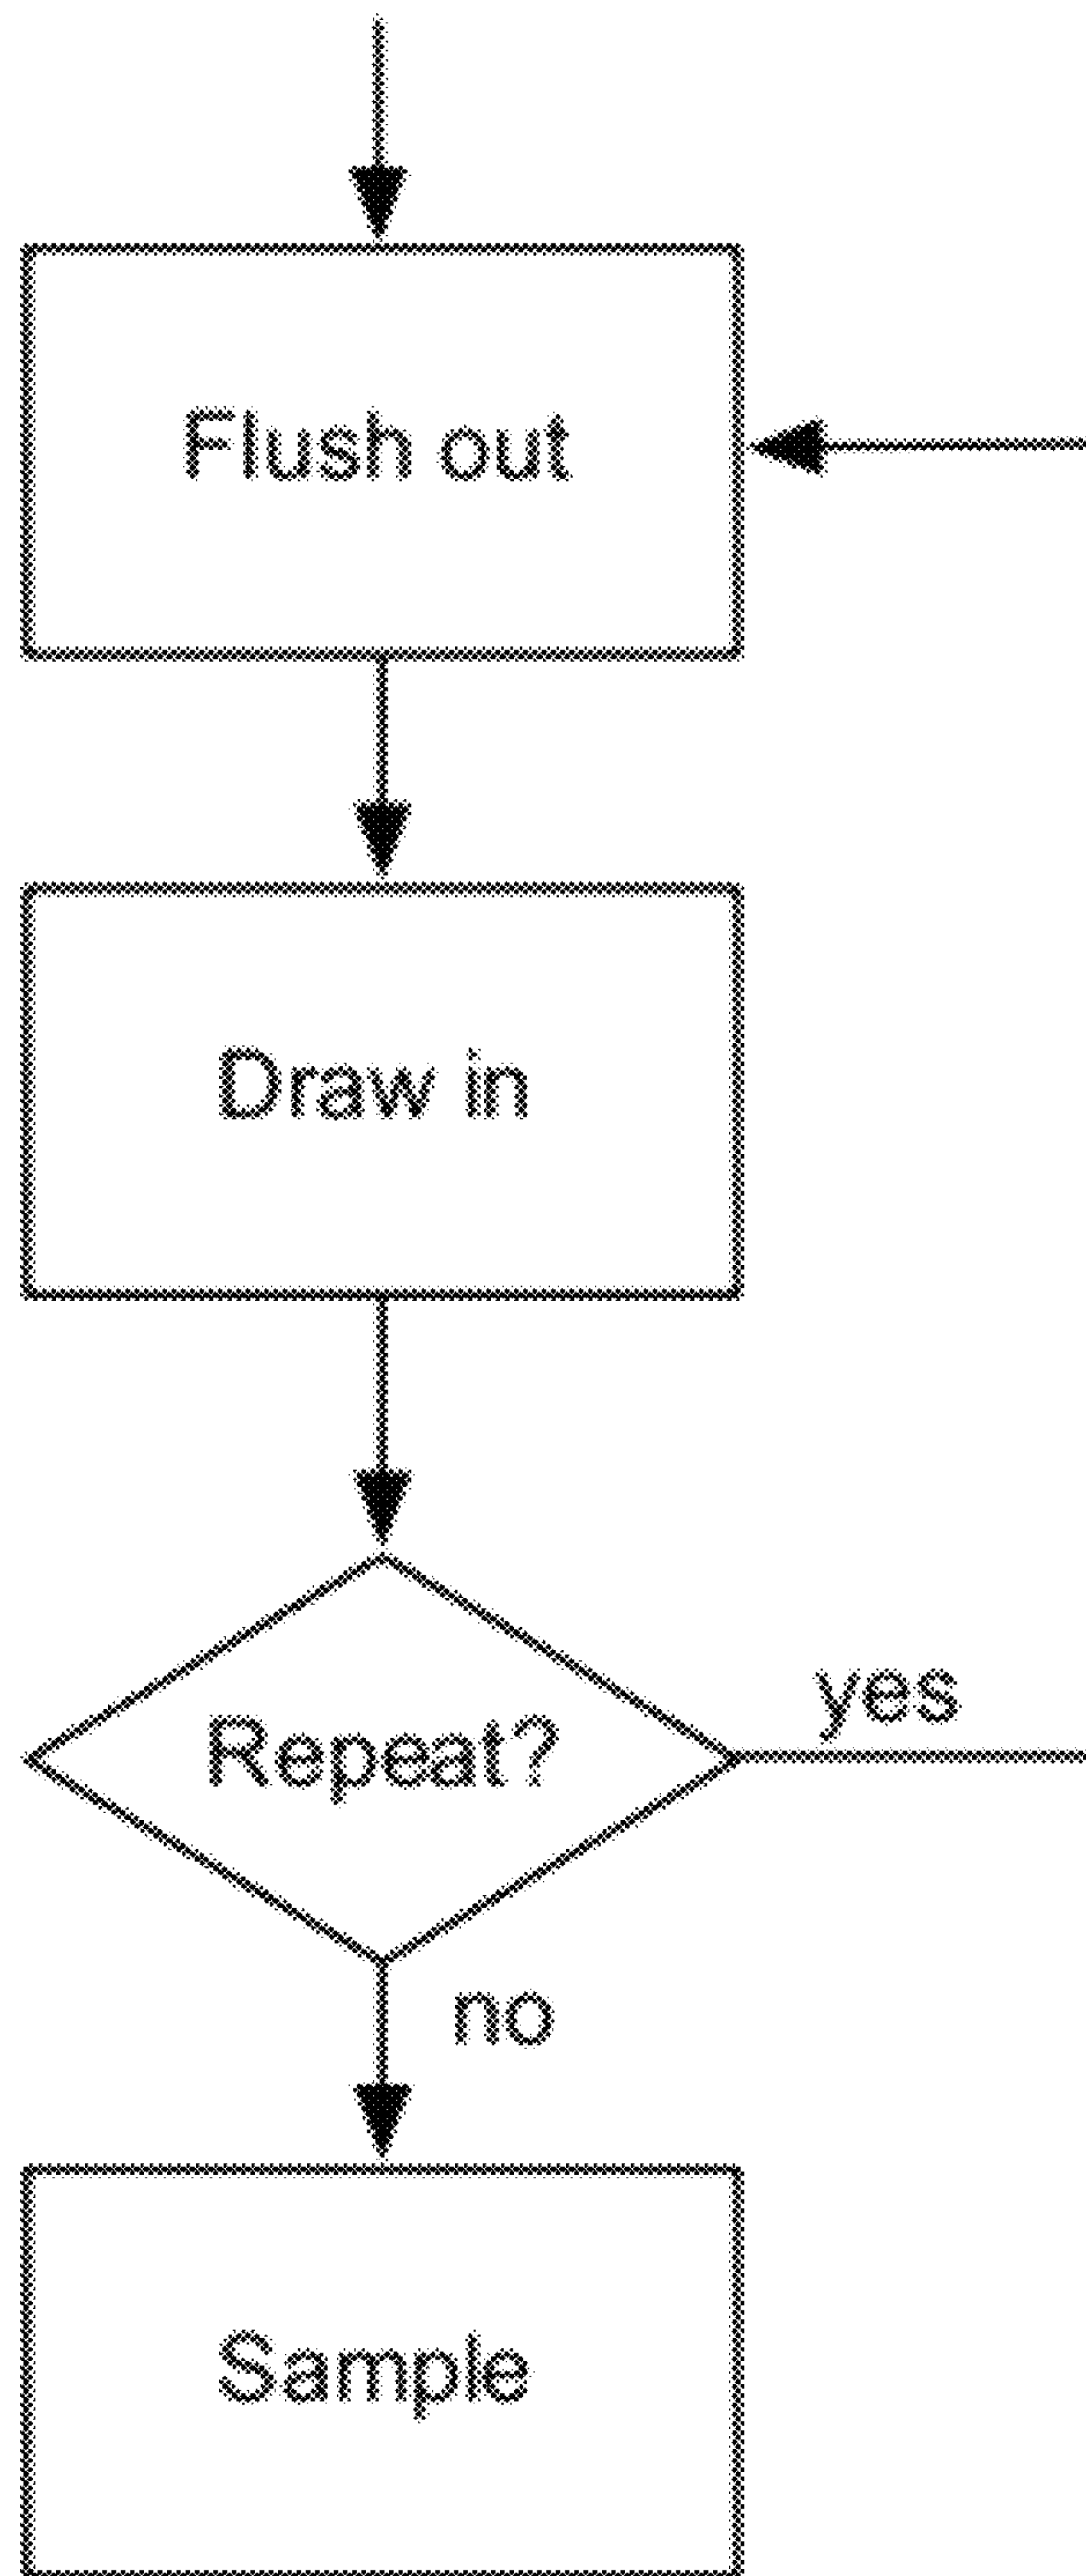 Flush out
Draw in
Repeat?
yes
no
Sample